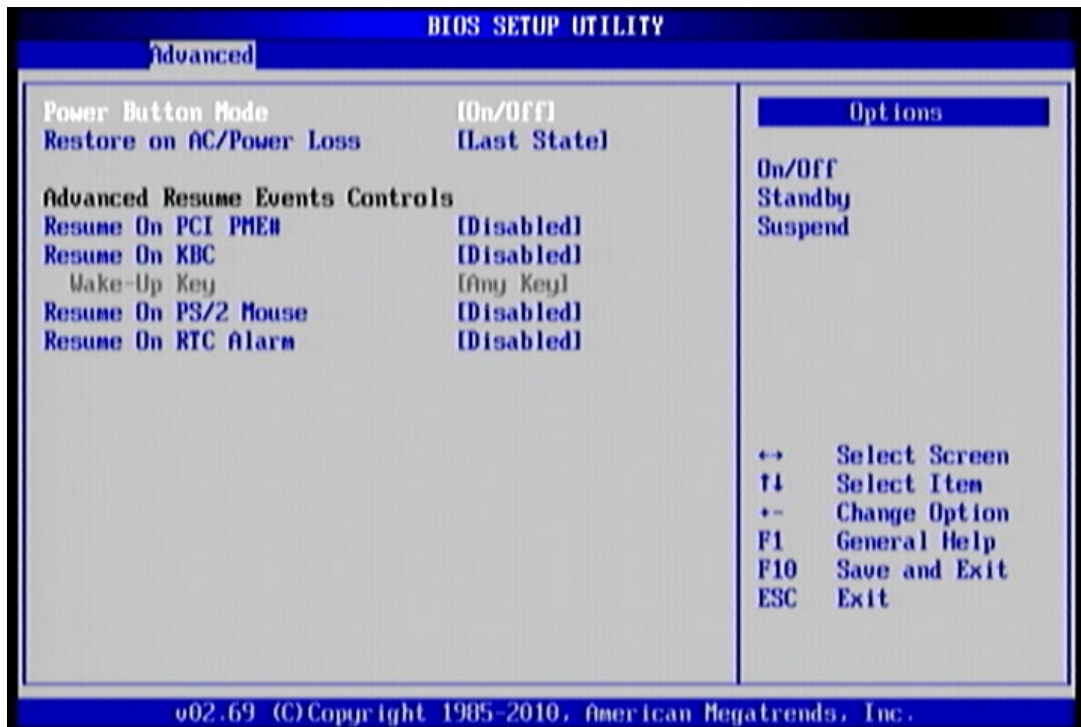 BIOS SETUP UTILITY
Advanced
Power Button Mode [On/Off]
Restore on AC/Power Loss [Last State]
Advanced Resume Events Controls
Resume On PCI PME# [Disabled]
Resume On KBC [Disabled]
Wake-Up Key [Any Key]
Resume On PS/2 Mouse [Disabled]
Resume On RTC Alarm [Disabled]
Options
On/Off
Standby
Suspend
↔ Select Screen
↑↓ Select Item
+- Change Option
F1 General Help
F10 Save and Exit
ESC Exit
v02.69 (C)Copyright 1985-2010, American Megatrends, Inc.